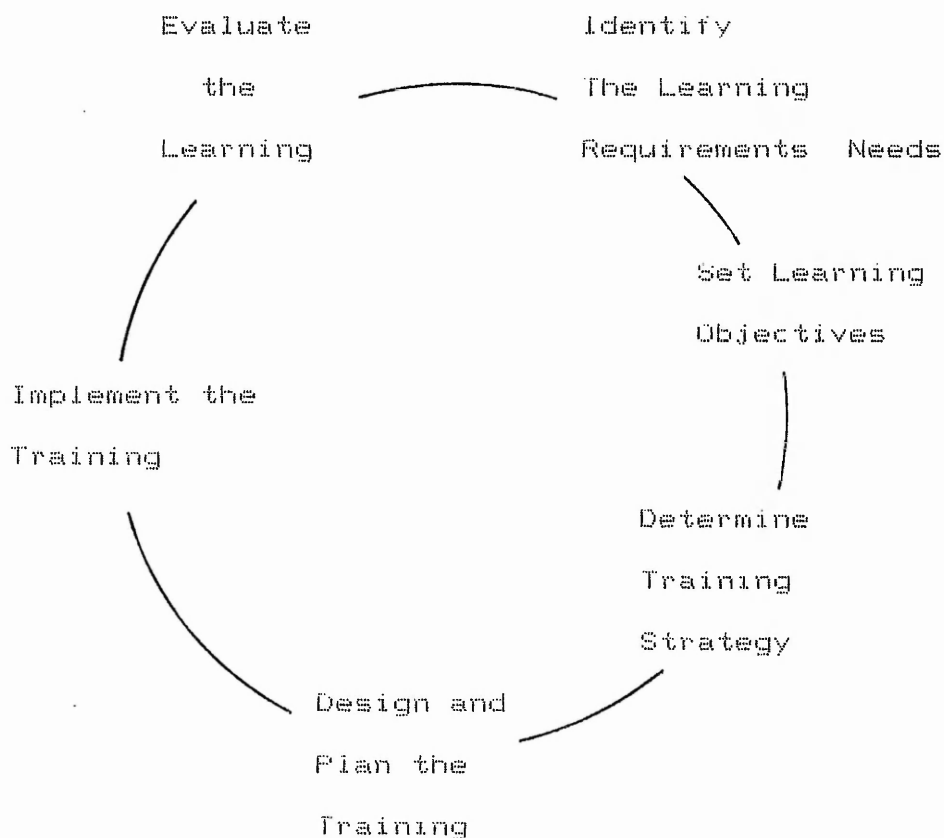 Evaluate
the
Learning
Identify
The Learning
Requirements Needs
Set Learning
Objectives
Determine
Training
Strategy
Design and
Plan the
Training
Implement the
Training